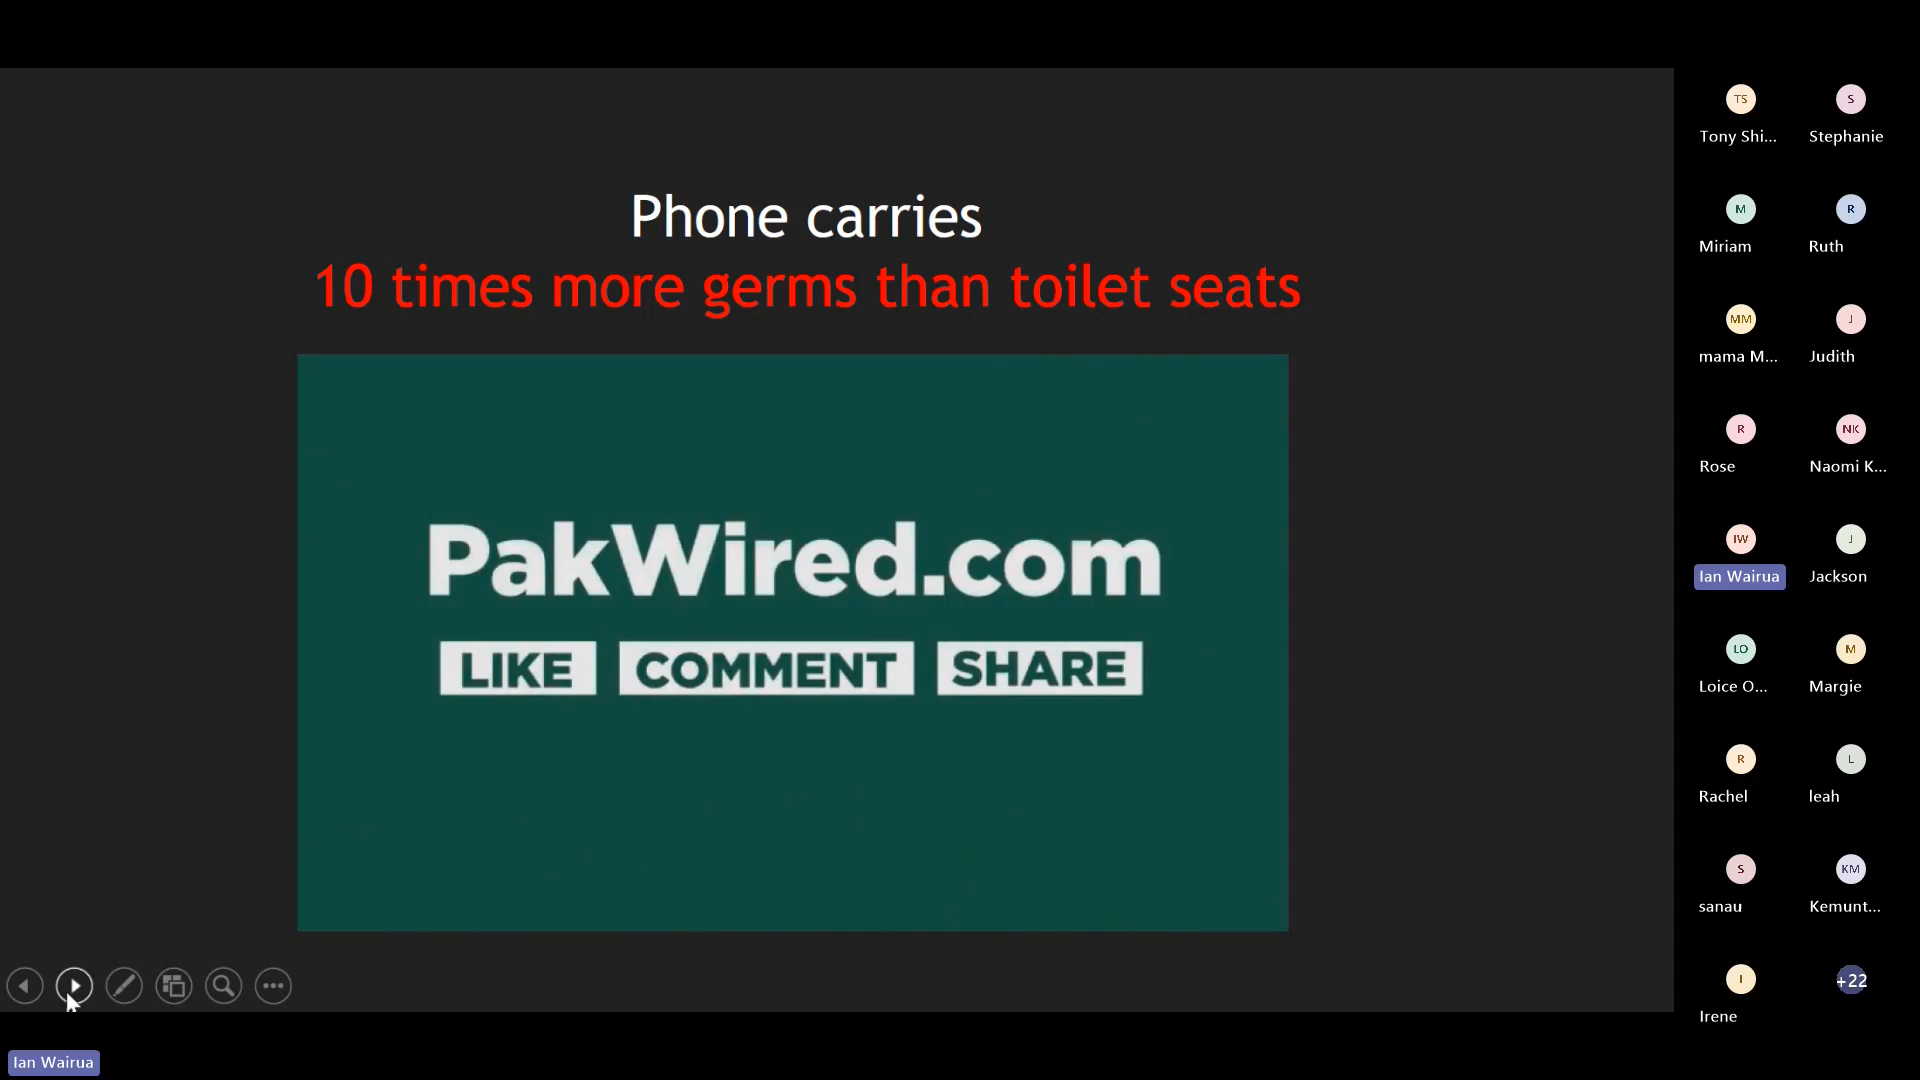 Phone carries
10 times more germs than toilet seats
PakWired.com
LIKE COMMENT SHARE
Ian Wairua
TS S
Tony Shi... Stephanie
M R
Miriam Ruth
MM J
mama M... Judith
R NK
Rose Naomi K...
IW J
Ian Wairua Jackson
LO M
Loice O... Margie
R L
Rachel leah
S KM
sanau Kemunt...
I +22
Irene